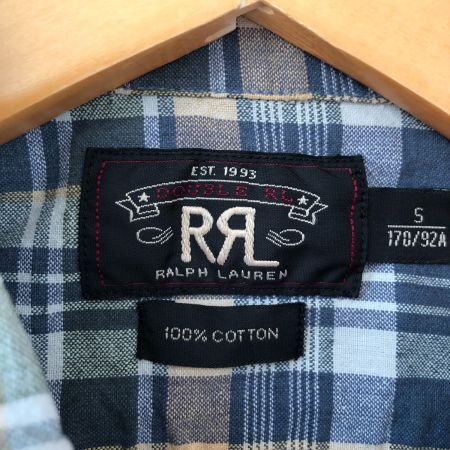 EST. 1993
DOUBLE RL
RRL
RALPH LAUREN
S
170/92A
100% COTTON